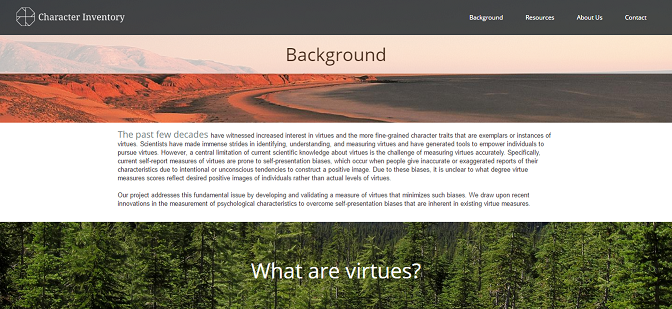 Character Inventory
Background Resources About Us Contact
Background
The past few decades have witnessed increased interest in virtues and the more fine-grained character traits that are exemplars or instances of
virtues. Scientists have made immense strides in identifying, understanding, and measuring virtues and have generated tools to empower individuals to
pursue virtues. However, a central limitation of current scientific knowledge about virtues is the challenge of measuring virtues accurately. Specifically,
current self-report measures of virtues are prone to self-presentation biases, which occur when people give inaccurate or exaggerated reports of their
characteristics due to intentional or unconscious tendencies to construct a positive image. Due to these biases, it is unclear to what degree virtue
measures scores reflect desired positive images of individuals rather than actual levels of virtues.
Our project addresses this fundamental issue by developing and validating a measure of virtues that minimizes such biases. We draw upon recent
innovations in the measurement of psychological characteristics to overcome self-presentation biases that are inherent in existing virtue measures.
What are virtues?